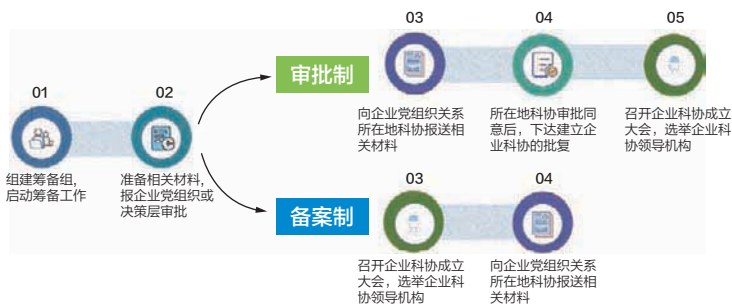 01
组建筹备组，
启动筹备工作
02
准备相关材料，
报企业党组织或
决策层审批
审批制
03
向企业党组织关系
所在地科协报送相
关材料
04
所在地科协审批同
意后，下达建立企
业科协的批复
05
召开企业科协成立
大会，选举企业科
协领导机构
备案制
03
召开企业科协成立
大会，选举企业科
协领导机构
04
向企业党组织关系
所在地科协报送相
关材料